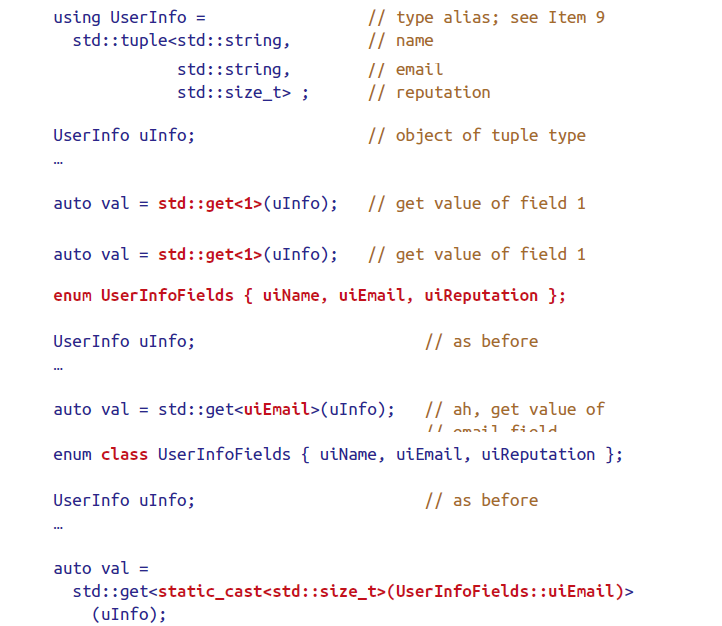 using UserInfo = // type alias; see Item 9
std::tuple<std::string, // name
std::string, // email
std::size_t> ; // reputation
UserInfo uInfo; // object of tuple type
…
auto val = std::get<1>(uInfo); // get value of field 1
auto val = std::get<1>(uInfo); // get value of field 1
enum UserInfoFields { uiName, uiEmail, uiReputation };
UserInfo uInfo; // as before
…
auto val = std::get<uiEmail>(uInfo); // ah, get value of
// email field
enum class UserInfoFields { uiName, uiEmail, uiReputation };
UserInfo uInfo; // as before
…
auto val =
std::get<static_cast<std::size_t>(UserInfoFields::uiEmail)>
(uInfo);